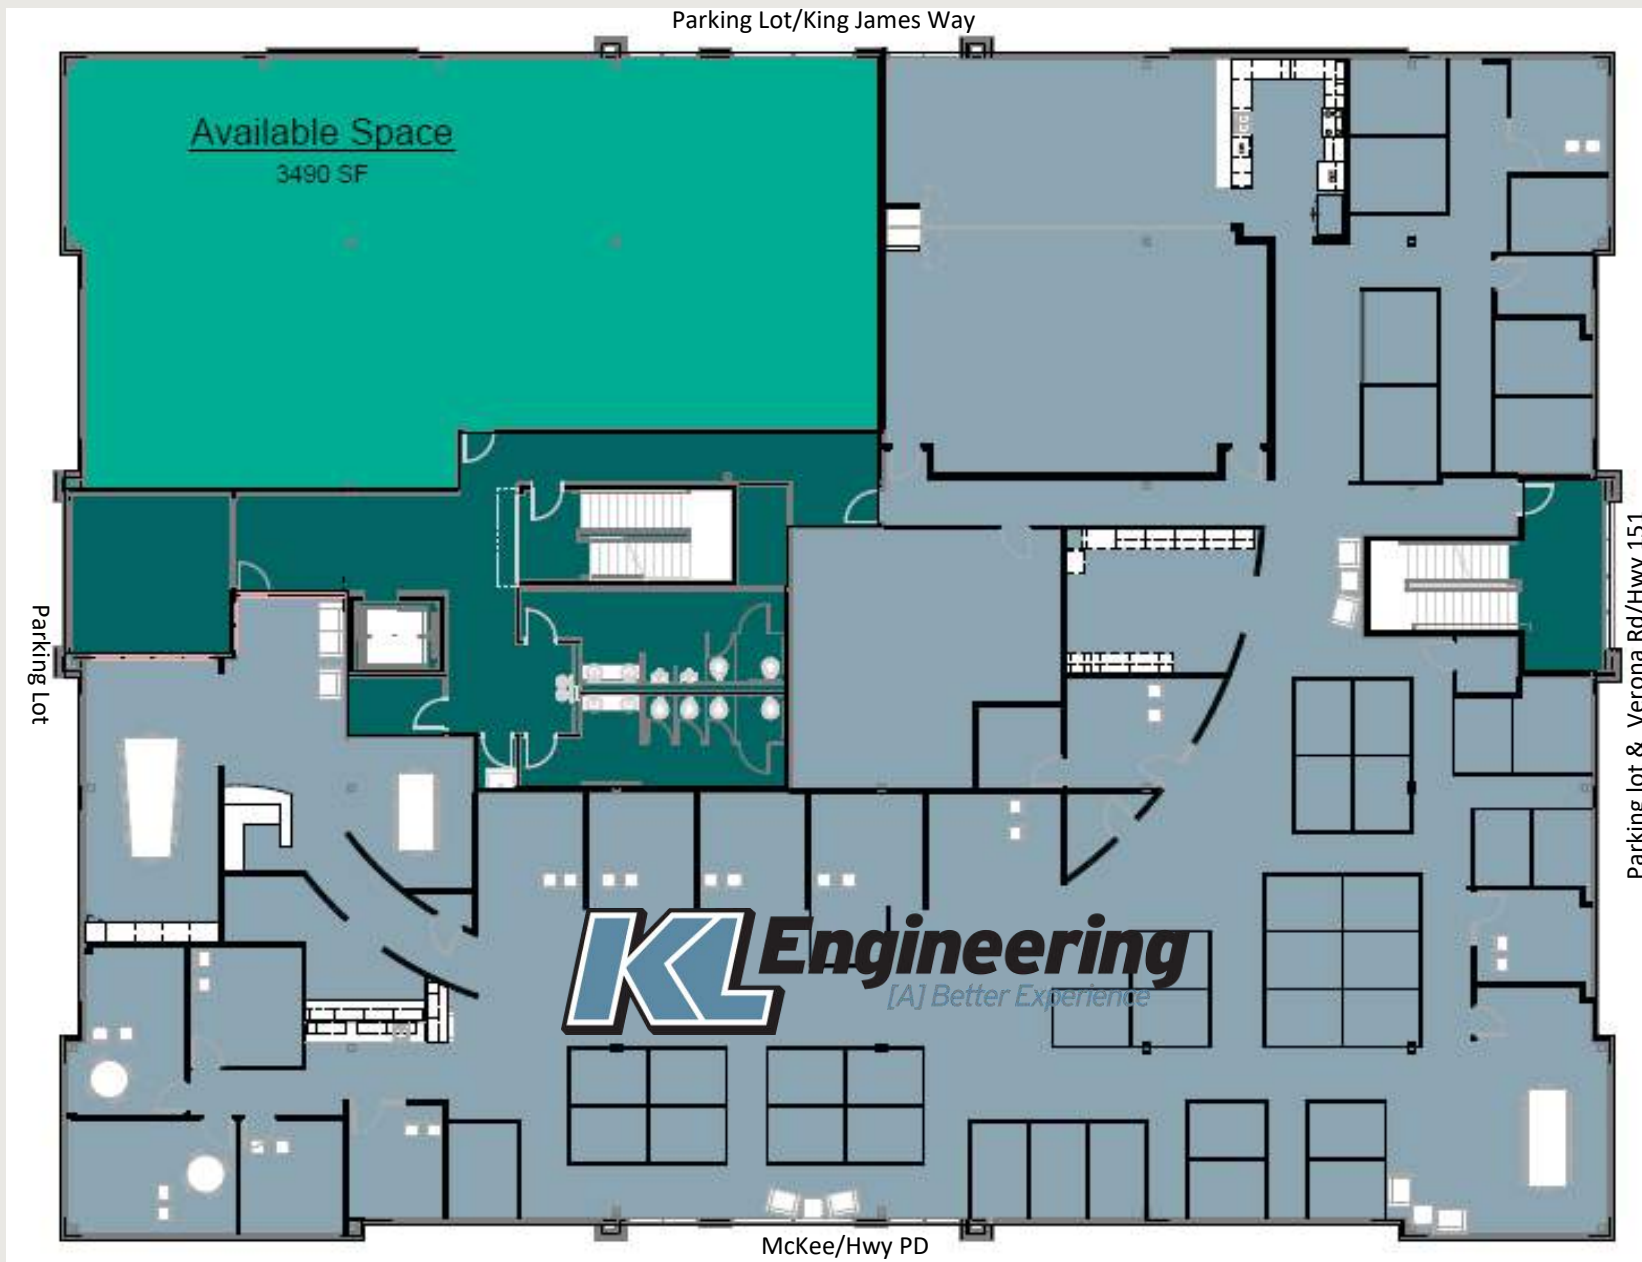 Parking Lot/King James Way
Available Space
3490 SF
Parking Lot
Parking lot & Verona Rd/Hwy 151
KL Engineering
[A] Better Experience
McKee/Hwy PD